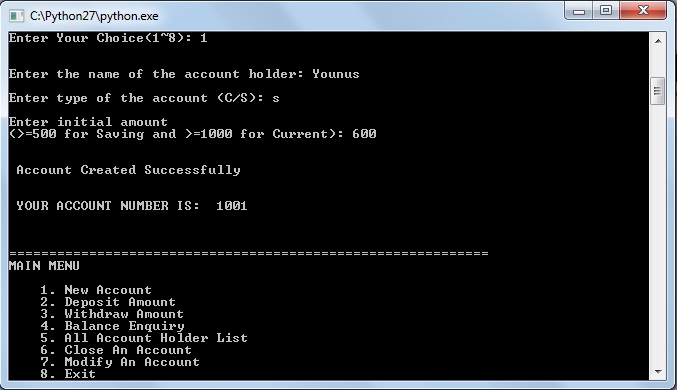 C:\Python27\python.exe
Enter Your Choice(1~8): 1
Enter the name of the account holder: Younus
Enter type of the account (C/S): s
Enter initial amount
(>=500 for Saving and >=1000 for Current): 600
Account Created Successfully
YOUR ACCOUNT NUMBER IS:  1001
============================================================
MAIN MENU
1. New Account
2. Deposit Amount
3. Withdraw Amount
4. Balance Enquiry
5. All Account Holder List
6. Close An Account
7. Modify An Account
8. Exit